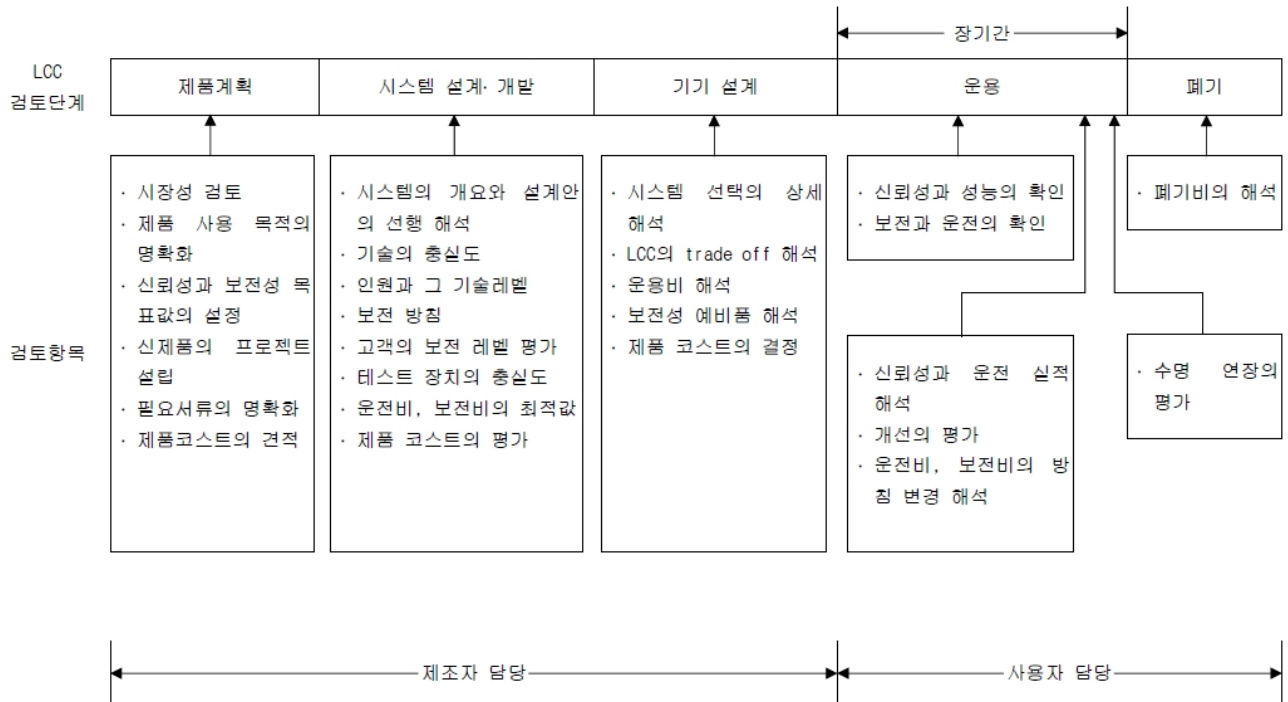 장기간
LCC
검토단계
제품계획
시스템 설계·개발
기기 설계
운용
폐기
검토항목
· 시장성 검토
· 제품 사용 목적의
명확화
· 신뢰성과 보전성 목
표값의 설정
· 신제품의 프로젝트
설립
· 필요서류의 명확화
· 제품코스트의 견적
· 시스템의 개요와 설계안
의 선행 해석
· 기술의 충실도
· 인원과 그 기술레벨
· 보전 방침
· 고객의 보전 레벨 평가
· 테스트 장치의 충실도
· 운전비, 보전비의 최적값
· 제품 코스트의 평가
· 시스템 선택의 상세
해석
· LCC의 trade off 해석
· 운용비 해석
· 보전성 예비품 해석
· 제품 코스트의 결정
· 신뢰성과 성능의 확인
· 보전과 운전의 확인
· 신뢰성과 운전 실적
해석
· 개선의 평가
· 운전비, 보전비의 방
침 변경 해석
· 폐기비의 해석
· 수명 연장의
평가
제조자 담당
사용자 담당